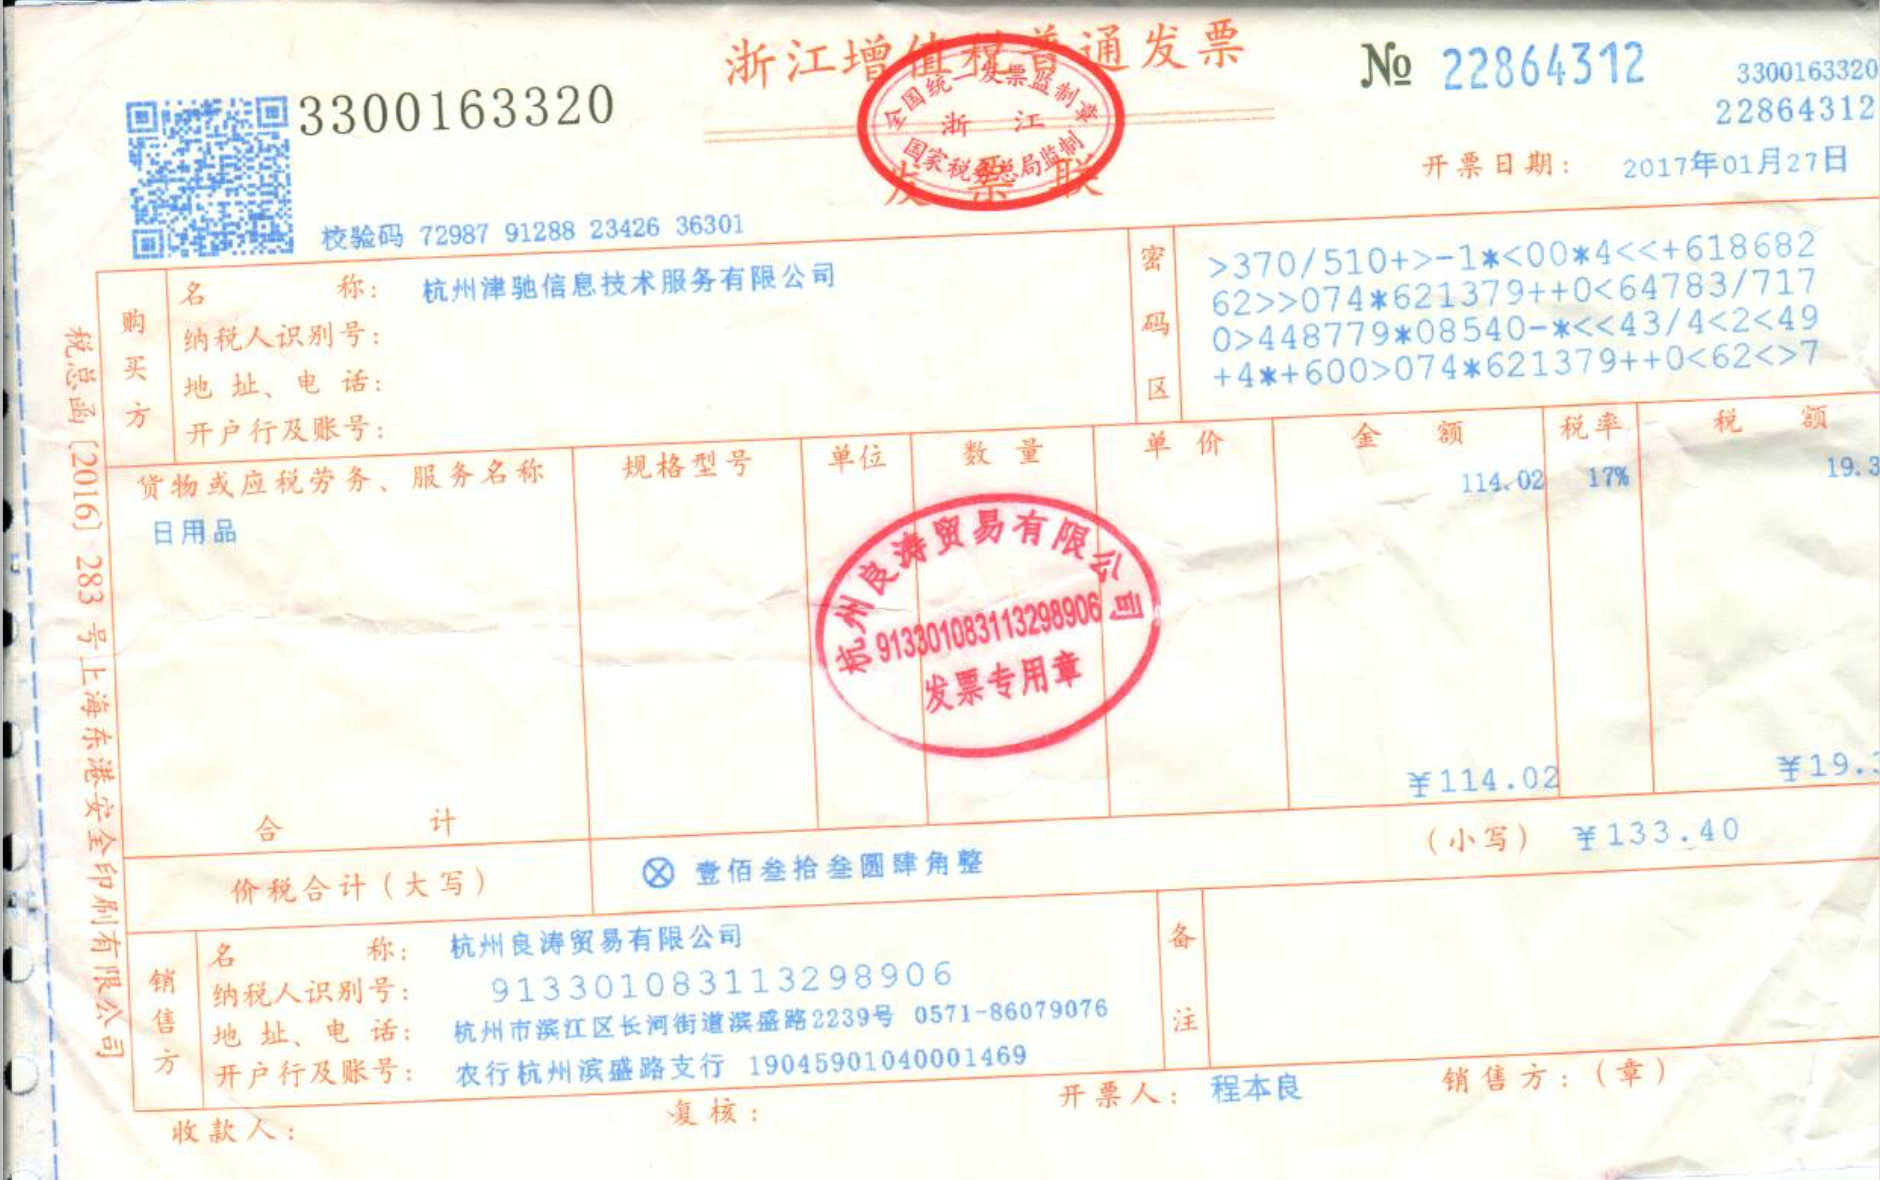 浙江增值税普通发票
发票联
全国统一发票监制章
浙 江
国家税务总局监制
3300163320
№ 22864312
3300163320
22864312
开票日期: 2017年01月27日
校验码 72987 91288 23426 36301
购买方
名 称: 杭州津驰信息技术服务有限公司
纳税人识别号:
地 址、电 话:
开户行及账号:
密码区
>370/510+>-1*<00*4<<+618682
62>>074*621379++0<64783/717
0>448779*08540-*<<43/4<2<49
+4*+600>074*621379++0<62<>7
货物或应税劳务、服务名称 规格型号 单位 数 量 单 价 金 额 税率 税 额
日用品 114.02 17% 19.3
杭州良涛贸易有限公司
913301083113298906
发票专用章
合 计 ¥114.02 ¥19.3
价税合计(大写) ⊗ 壹佰叁拾叁圆肆角整 (小写) ¥133.40
销售方
名 称: 杭州良涛贸易有限公司
纳税人识别号: 913301083113298906
地 址、电 话: 杭州市滨江区长河街道滨盛路2239号 0571-86079076
开户行及账号: 农行杭州滨盛路支行 19045901040001469
备注
收款人: 复核: 开票人: 程本良 销售方:(章)
税总函〔2016〕283号上海东港安全印刷有限公司